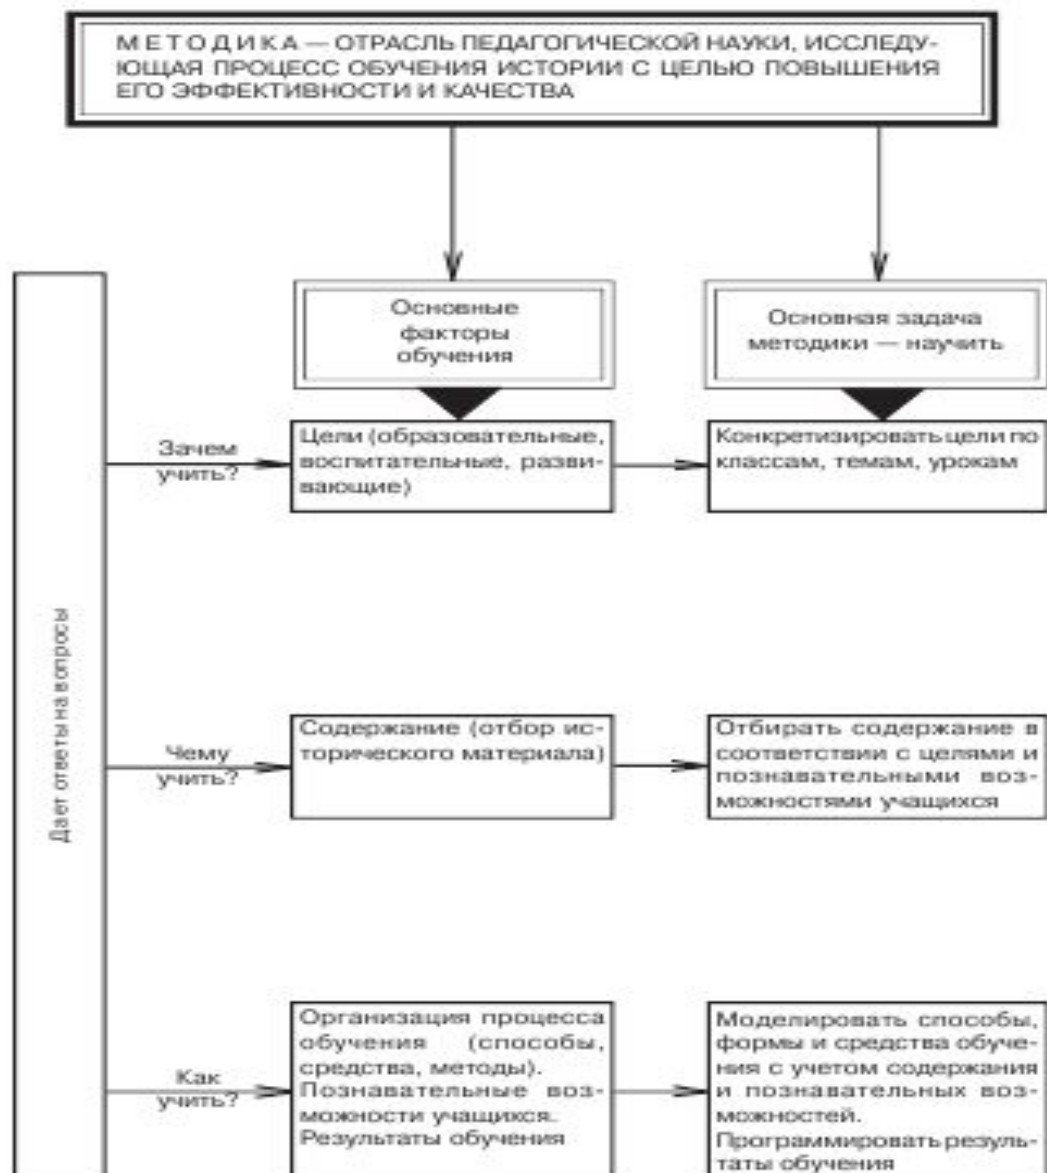 М Е Т О Д И К А — ОТРАСЛЬ ПЕДАГОГИЧЕСКОЙ НАУКИ, ИССЛЕДУ-
ЮЩАЯ ПРОЦЕСС ОБУЧЕНИЯ ИСТОРИИ С ЦЕЛЬЮ ПОВЫШЕНИЯ
ЕГО ЭФФЕКТИВНОСТИ И КАЧЕСТВА
Основные
факторы
обучения
Основная задача
методики — научить
Дает ответы на вопросы
Зачем
учить?
Цели (образовательные,
воспитательные, разви-
вающие)
Конкретизировать цели по
классам, темам, урокам
Чему
учить?
Содержание (отбор ис-
торического материала)
Отбирать содержание в
соответствии с целями и
познавательными воз-
можностями учащихся
Как
учить?
Организация процесса
обучения (способы,
средства, методы).
Познавательные воз-
можности учащихся.
Результаты обучения
Моделировать способы,
формы и средства обуче-
ния с учетом содержания
и познавательных воз-
можностей.
Программировать резуль-
таты обучения